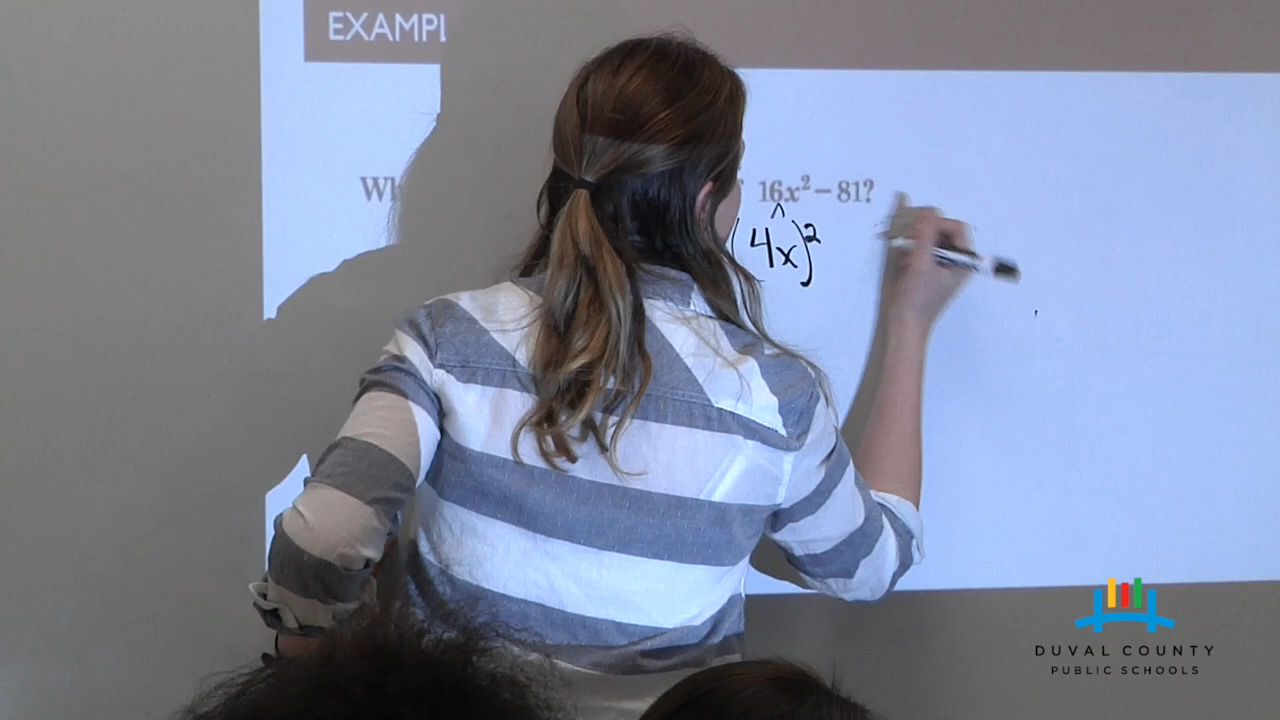 EXAMPL
Wh 16x² – 81?
^
(4x)²
DUVAL COUNTY
PUBLIC SCHOOLS